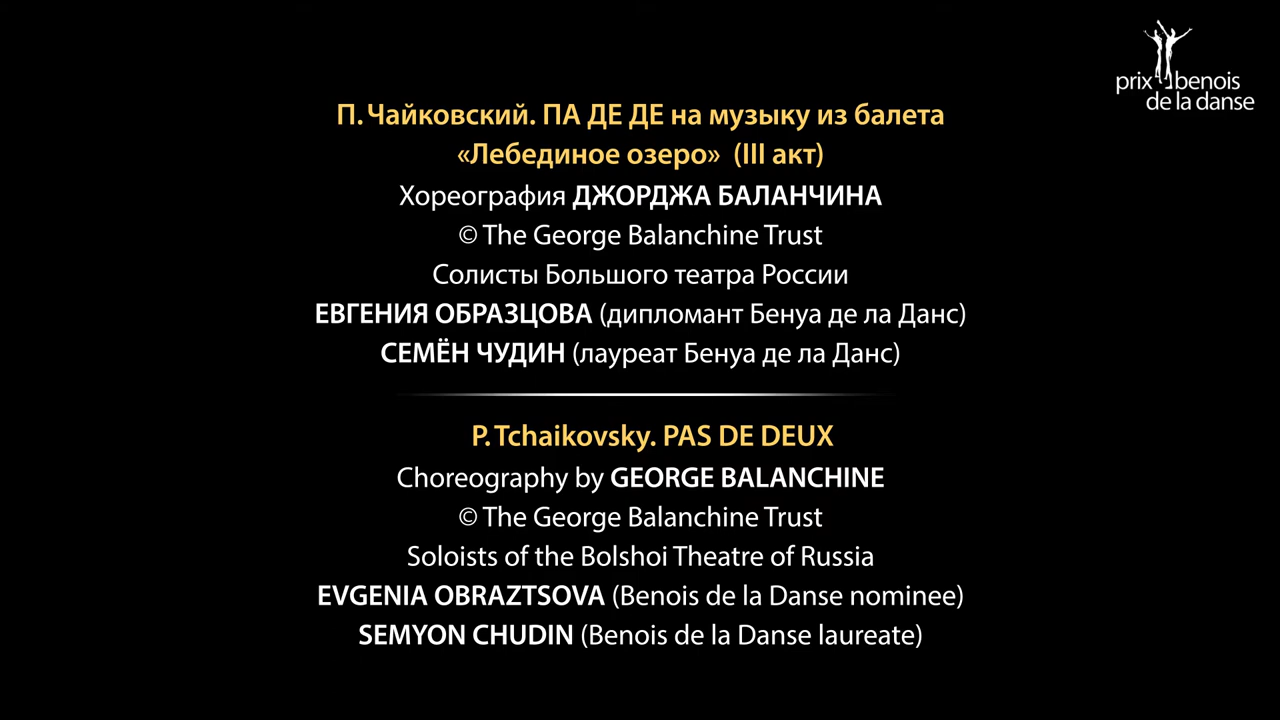 prix benois
de la danse
П. Чайковский. ПА ДЕ ДЕ на музыку из балета
«Лебединое озеро» (III акт)
Хореография ДЖОРДЖА БАЛАНЧИНА
© The George Balanchine Trust
Солисты Большого театра России
ЕВГЕНИЯ ОБРАЗЦОВА (дипломант Бенуа де ла Данс)
СЕМЁН ЧУДИН (лауреат Бенуа де ла Данс)
P. Tchaikovsky. PAS DE DEUX
Choreography by GEORGE BALANCHINE
© The George Balanchine Trust
Soloists of the Bolshoi Theatre of Russia
EVGENIA OBRAZTSOVA (Benois de la Danse nominee)
SEMYON CHUDIN (Benois de la Danse laureate)